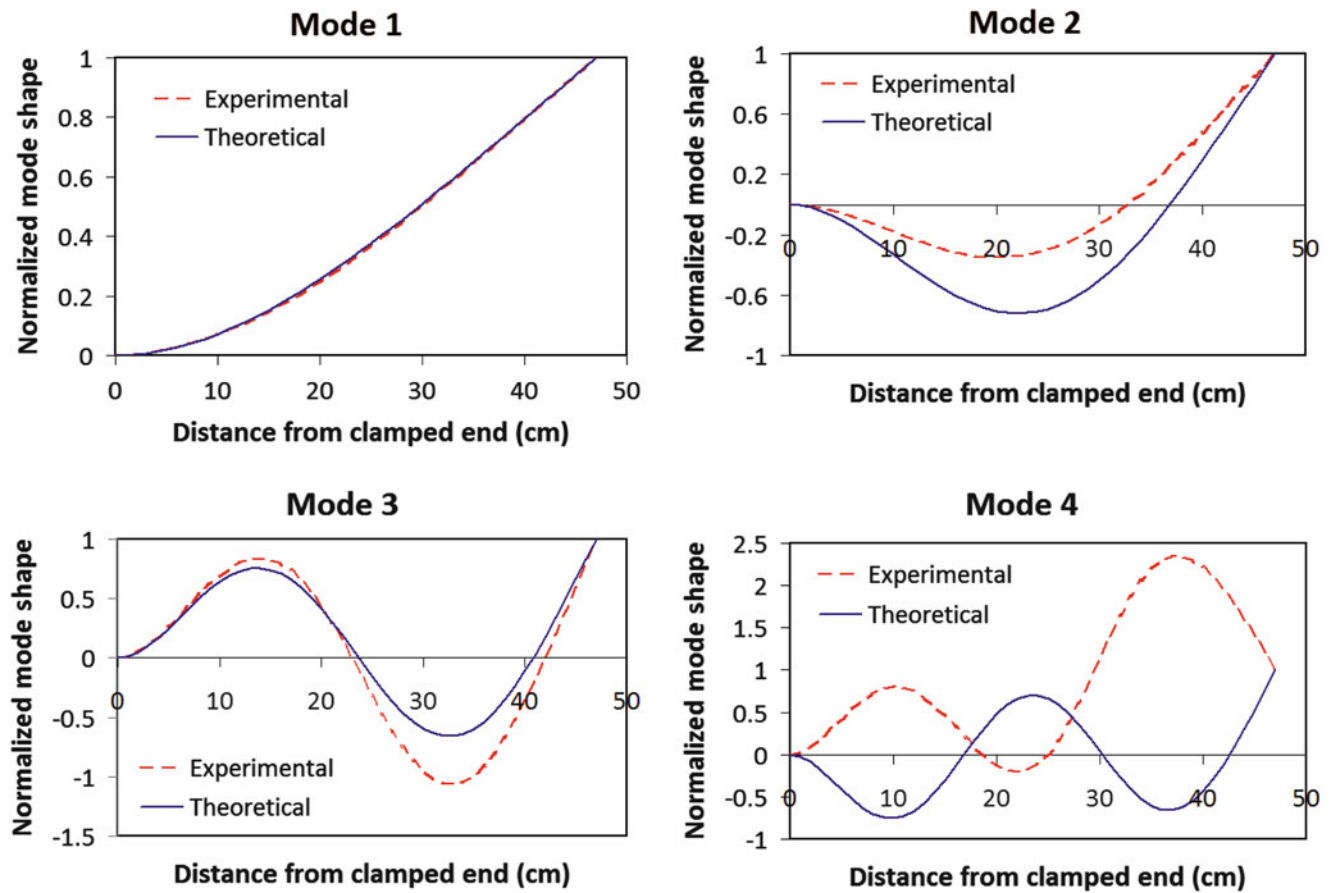 Mode 1
Normalized mode shape
1
0.8
0.6
0.4
0.2
0
Experimental
Theoretical
0 10 20 30 40 50
Distance from clamped end (cm)
Mode 2
Normalized mode shape
1
0.6
0.2
-0.2
-0.6
-1
Experimental
Theoretical
0 10 20 30 40 50
Distance from clamped end (cm)
Mode 3
Normalized mode shape
1
0.5
0
-0.5
-1
-1.5
0 10 20 30 40 50
Experimental
Theoretical
Distance from clamped end (cm)
Mode 4
Normalized mode shape
2.5
2
1.5
1
0.5
0
-0.5
-1
Experimental
Theoretical
0 10 20 30 40 50
Distance from clamped end (cm)